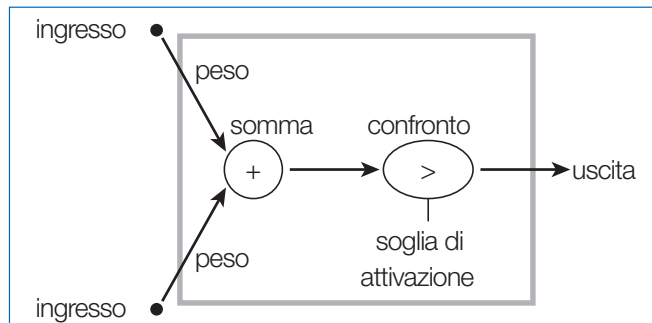 ingresso
peso
somma
confronto
+
>
uscita
soglia di
attivazione
peso
ingresso